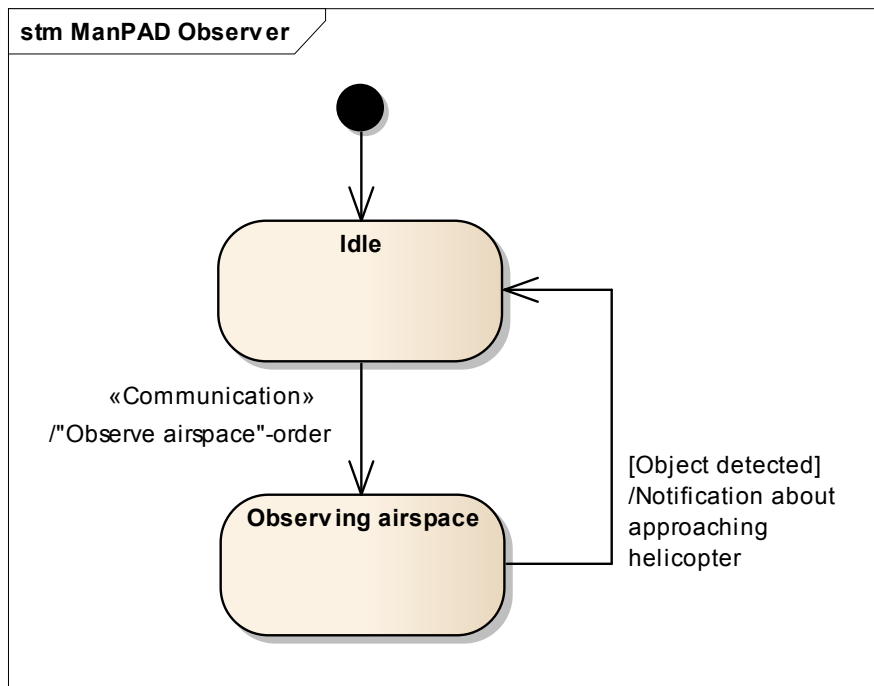 stm ManPAD Observer
Idle
«Communication»
/"Observe airspace"-order
Observing airspace
[Object detected]
/Notification about
approaching
helicopter